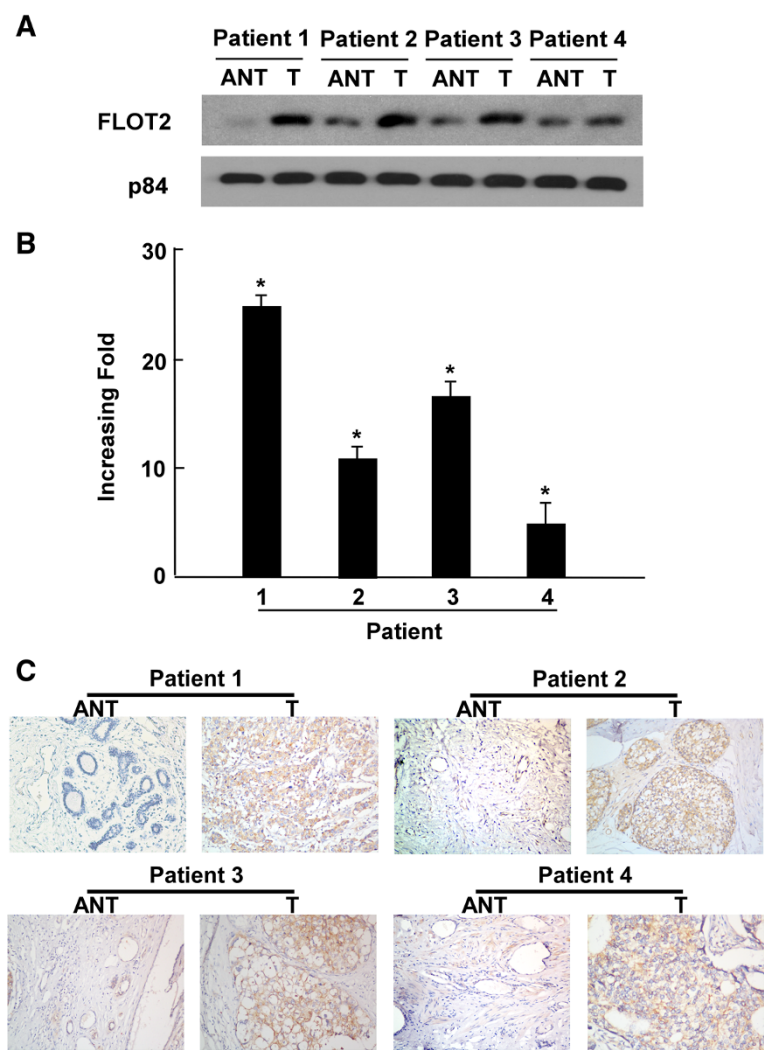 A
Patient 1 Patient 2 Patient 3 Patient 4
ANT T ANT T ANT T ANT T
FLOT2
p84
B
30
20
10
0
Increasing Fold
* * * *
1 2 3 4
Patient
C
Patient 1 Patient 2
ANT T ANT T
Patient 3 Patient 4
ANT T ANT T